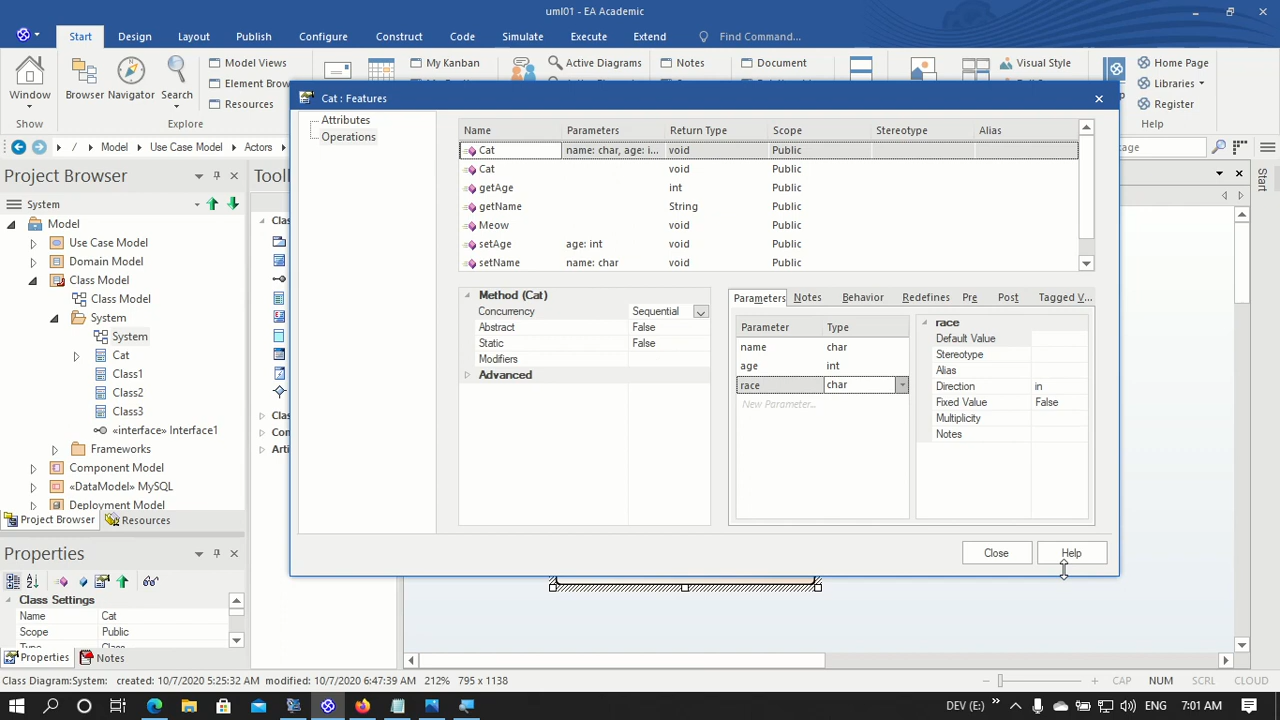 uml01 - EA Academic
Start Design Layout Publish Configure Construct Code Simulate Execute Extend Find Command...
Window Browser Navigator Search
Model Views
Element Brows
Resources
My Kanban
Active Diagrams
Notes
Document
Visual Style
Home Page
Libraries
Register
Show Explore Help
/ Model Use Case Model Actors
Project Browser
System
Model
Use Case Model
Domain Model
Class Model
Class Model
System
System
Cat
Class1
Class2
Class3
«interface» Interface1
Frameworks
Component Model
«DataModel» MySQL
Deployment Model
Project Browser Resources
Properties
Class Settings
Name Cat
Scope Public
Properties Notes
Start
Cat : Features
Attributes
Operations
Name Parameters Return Type Scope Stereotype Alias
Cat name: char, age: i... void Public
Cat void Public
getAge int Public
getName String Public
Meow void Public
setAge age: int void Public
setName name: char void Public
Method (Cat)
Concurrency Sequential
Abstract False
Static False
Modifiers
Advanced
Parameters Notes Behavior Redefines Pre Post Tagged V...
Parameter Type
name char
age int
race char
New Parameter...
race
Default Value
Stereotype
Alias
Direction in
Fixed Value False
Multiplicity
Notes
Close Help
Class Diagram:System: created: 10/7/2020 5:25:32 AM modified: 10/7/2020 6:47:39 AM 212% 795 x 1138 CAP NUM SCRL CLOUD
DEV (E:) 7:01 AM